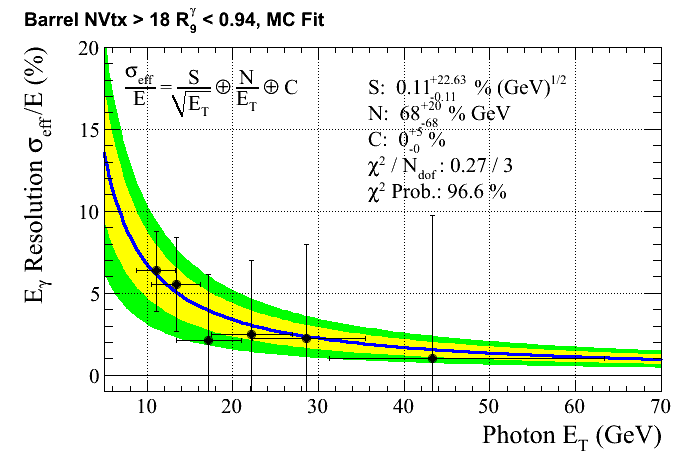 Barrel NVtx > 18 R₉ᵞ < 0.94, MC Fit
E_γ Resolution σ_eff/E (%)
20
15
10
5
0
σ_eff/E = S/√E_T ⊕ N/E_T ⊕ C
S: 0.11 +22.63 -0.11 % (GeV)^1/2
N: 68 +20 -68 % GeV
C: 0 +5 -0 %
χ² / N_dof : 0.27 / 3
χ² Prob.: 96.6 %
10 20 30 40 50 60 70
Photon E_T (GeV)